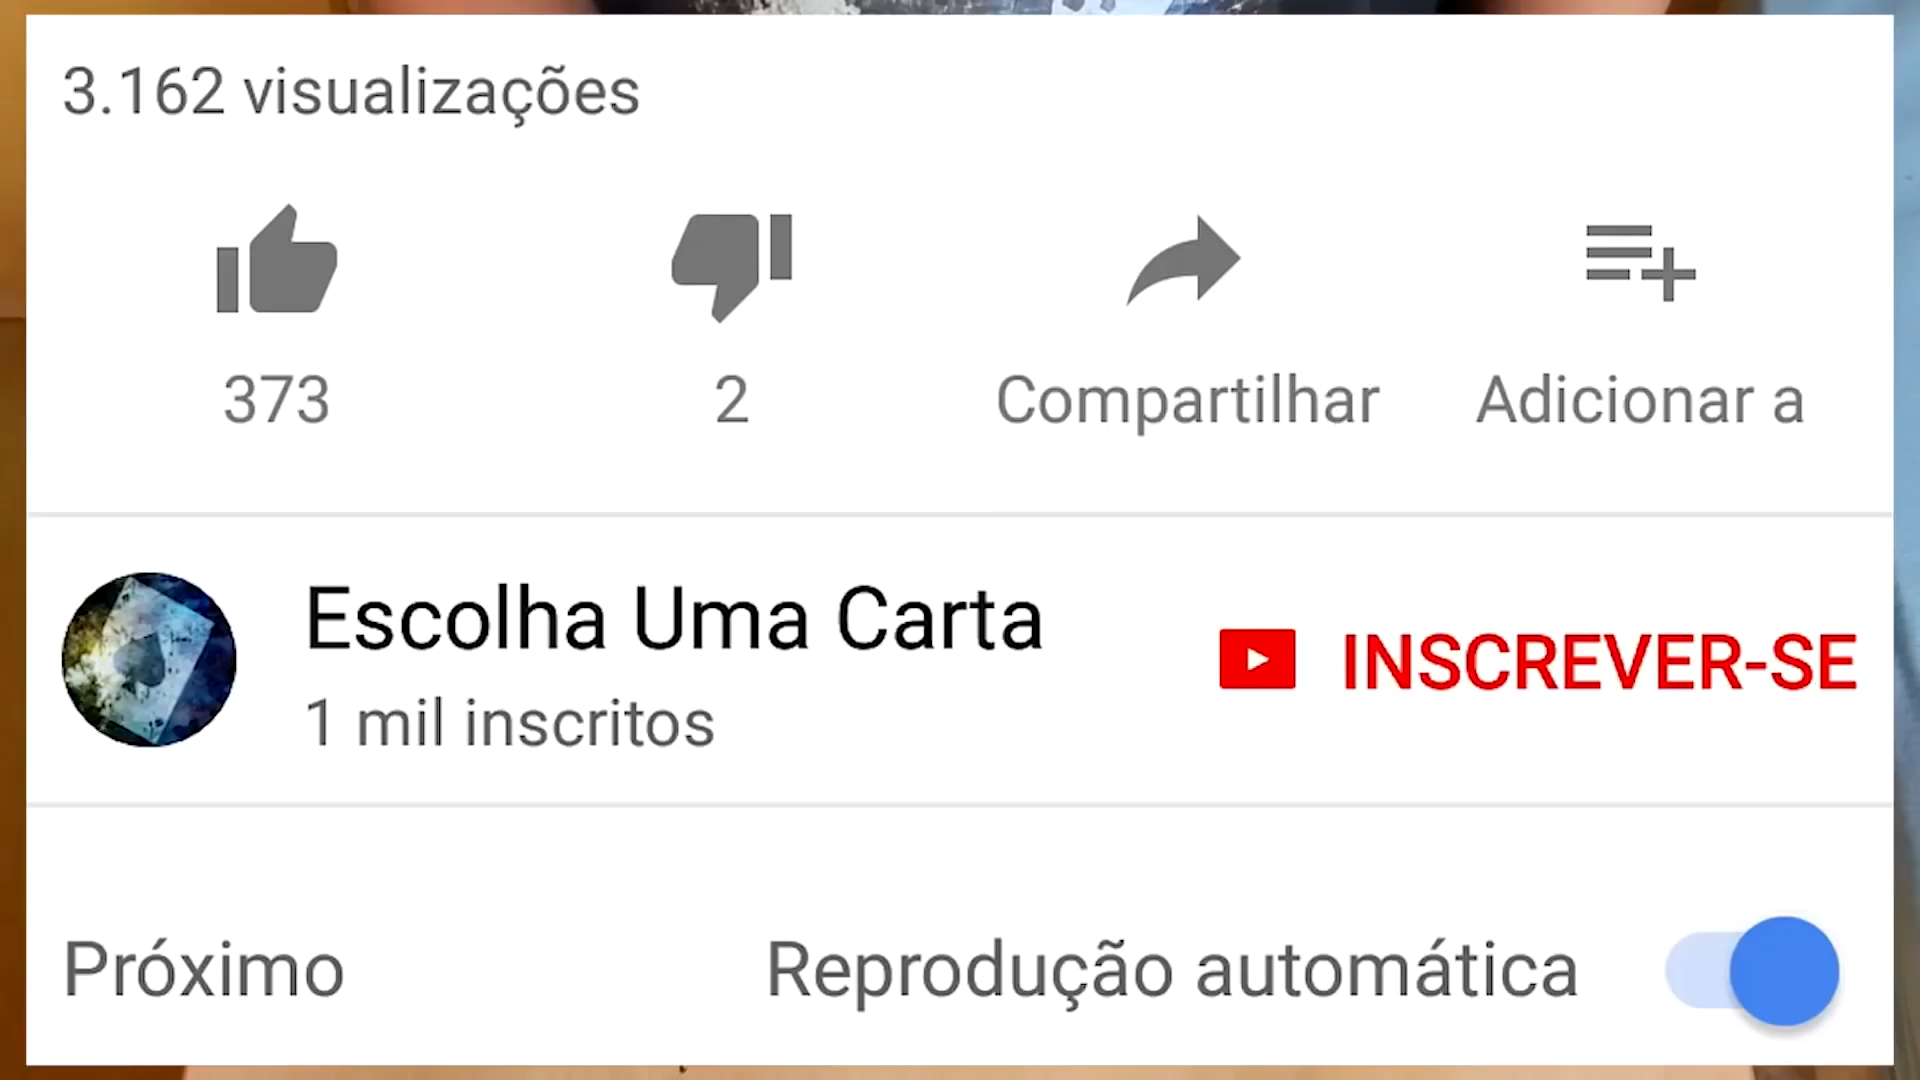 3.162 visualizações
373 2 Compartilhar Adicionar a
Escolha Uma Carta
INSCREVER-SE
1 mil inscritos
Próximo Reprodução automática